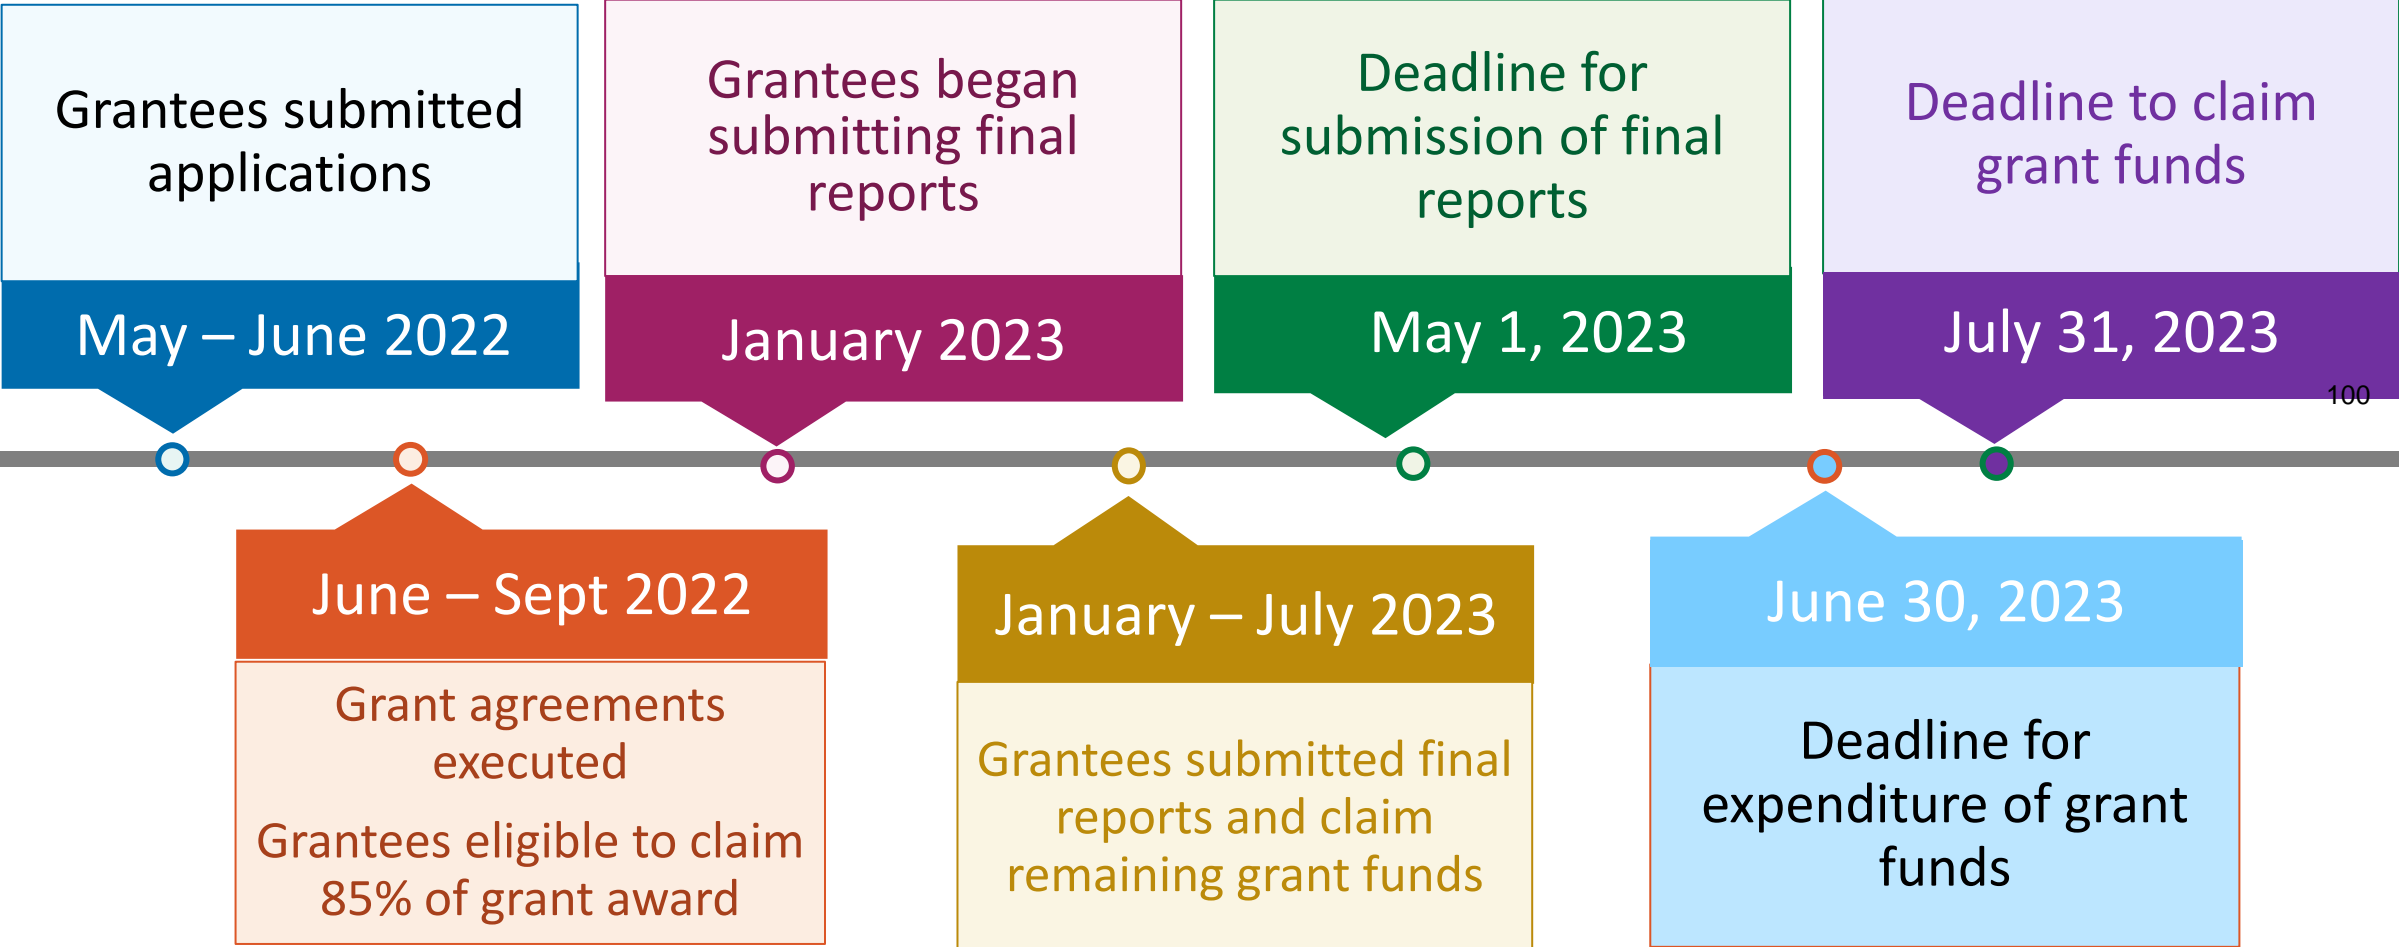 Grantees submitted
applications
May – June 2022
Grantees began
submitting final
reports
January 2023
Deadline for
submission of final
reports
May 1, 2023
Deadline to claim
grant funds
July 31, 2023
100
June – Sept 2022
Grant agreements
executed
Grantees eligible to claim
85% of grant award
January – July 2023
Grantees submitted final
reports and claim
remaining grant funds
June 30, 2023
Deadline for
expenditure of grant
funds